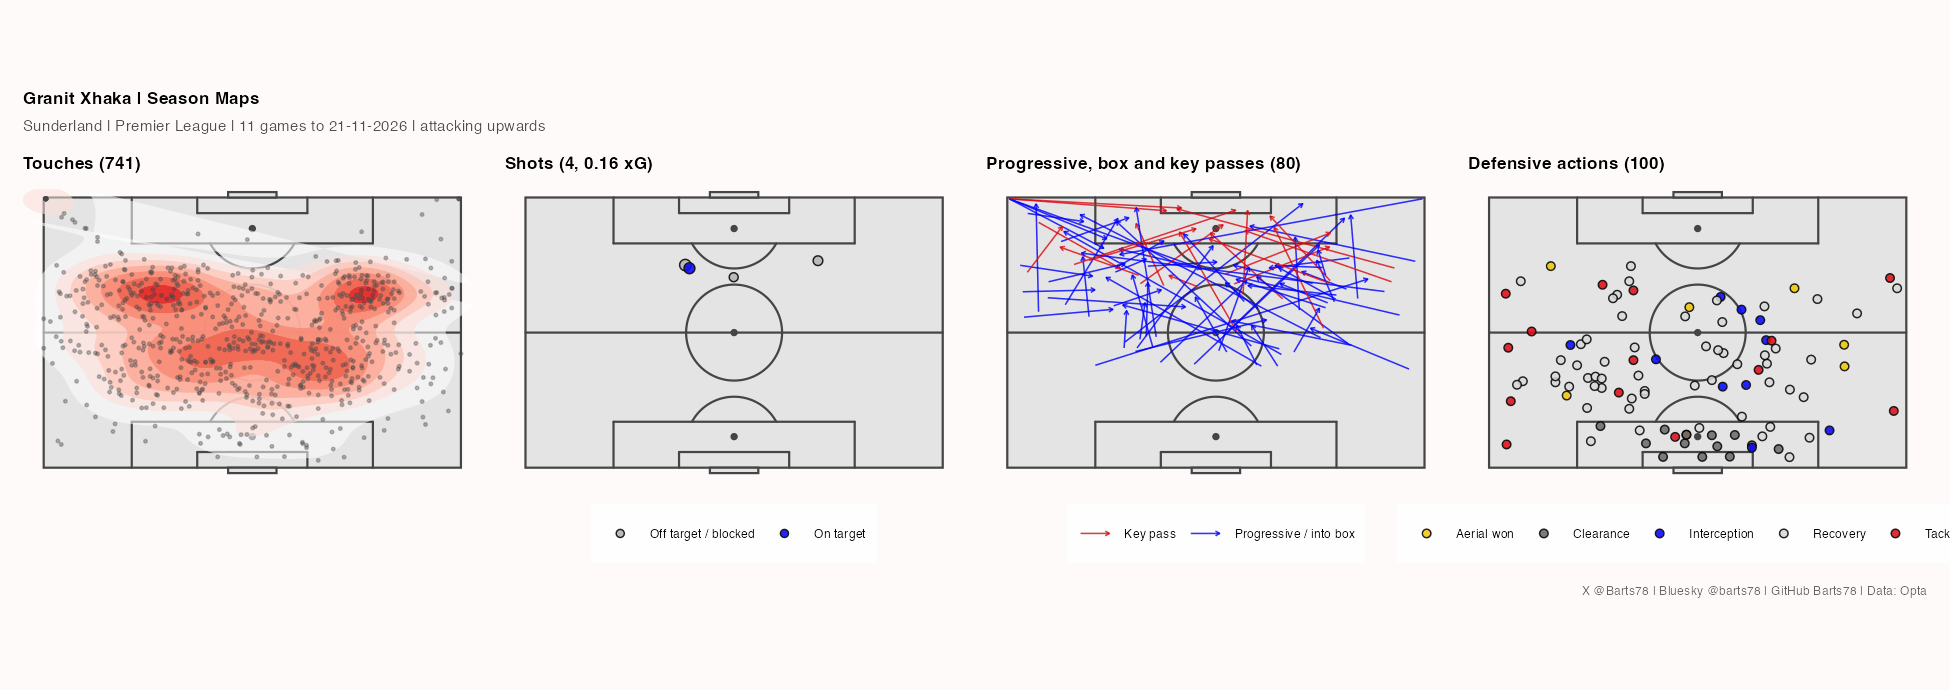 Granit Xhaka | Season Maps
Sunderland | Premier League | 11 games to 21-11-2026 | attacking upwards
Touches (741)
Shots (4, 0.16 xG)
Progressive, box and key passes (80)
Defensive actions (100)
Off target / blocked
On target
Key pass
Progressive / into box
Aerial won
Clearance
Interception
Recovery
Tack
X @Barts78 | Bluesky @barts78 | GitHub Barts78 | Data: Opta